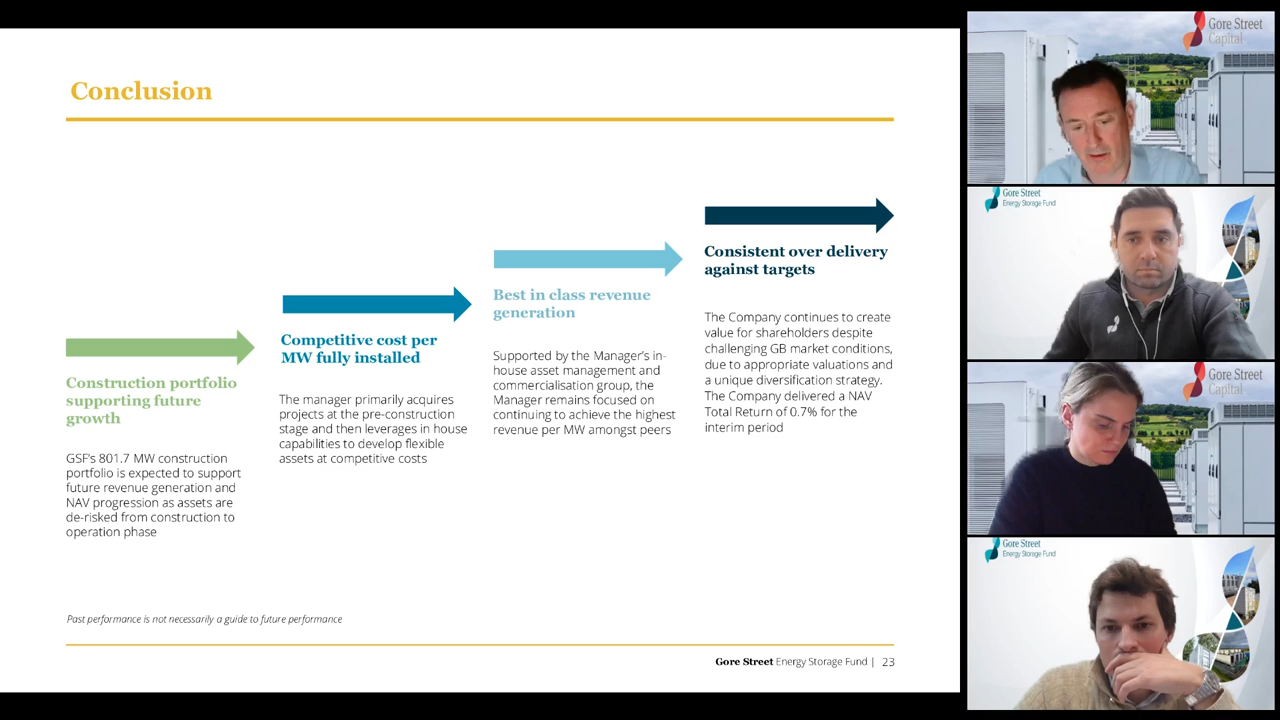 Conclusion
Construction portfolio
supporting future
growth
GSF's 801.7 MW construction
portfolio is expected to support
future revenue generation and
NAV progression as assets are
de-risked from construction to
operation phase
Competitive cost per
MW fully installed
The manager primarily acquires
projects at the pre-construction
stage and then leverages in house
capabilities to develop flexible
assets at competitive costs
Best in class revenue
generation
Supported by the Manager's in-
house asset management and
commercialisation group, the
Manager remains focused on
continuing to achieve the highest
revenue per MW amongst peers
Consistent over delivery
against targets
The Company continues to create
value for shareholders despite
challenging GB market conditions,
due to appropriate valuations and
a unique diversification strategy.
The Company delivered a NAV
Total Return of 0.7% for the
interim period
Past performance is not necessarily a guide to future performance
Gore Street Energy Storage Fund | 23
Gore Street
Capital
Gore Street
Energy Storage Fund
Gore Street
Capital
Gore Street
Energy Storage Fund